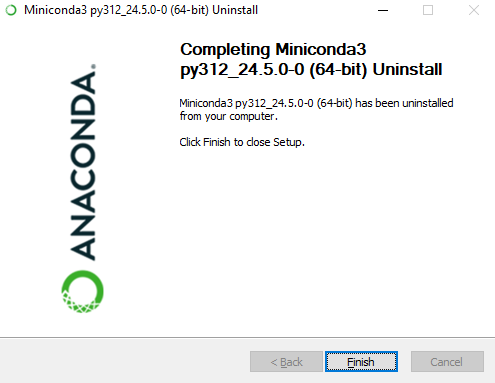 Miniconda3 py312_24.5.0-0 (64-bit) Uninstall
Completing Miniconda3
py312_24.5.0-0 (64-bit) Uninstall
Miniconda3 py312_24.5.0-0 (64-bit) has been uninstalled
from your computer.
Click Finish to close Setup.
ANACONDA.
< Back
Finish
Cancel